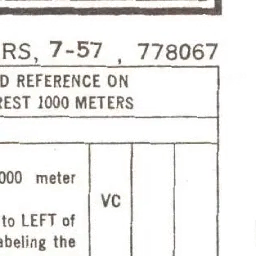 RS, 7-57 , 778067
D REFERENCE ON
REST 1000 METERS
000 meter
VC
to LEFT of
abeling the